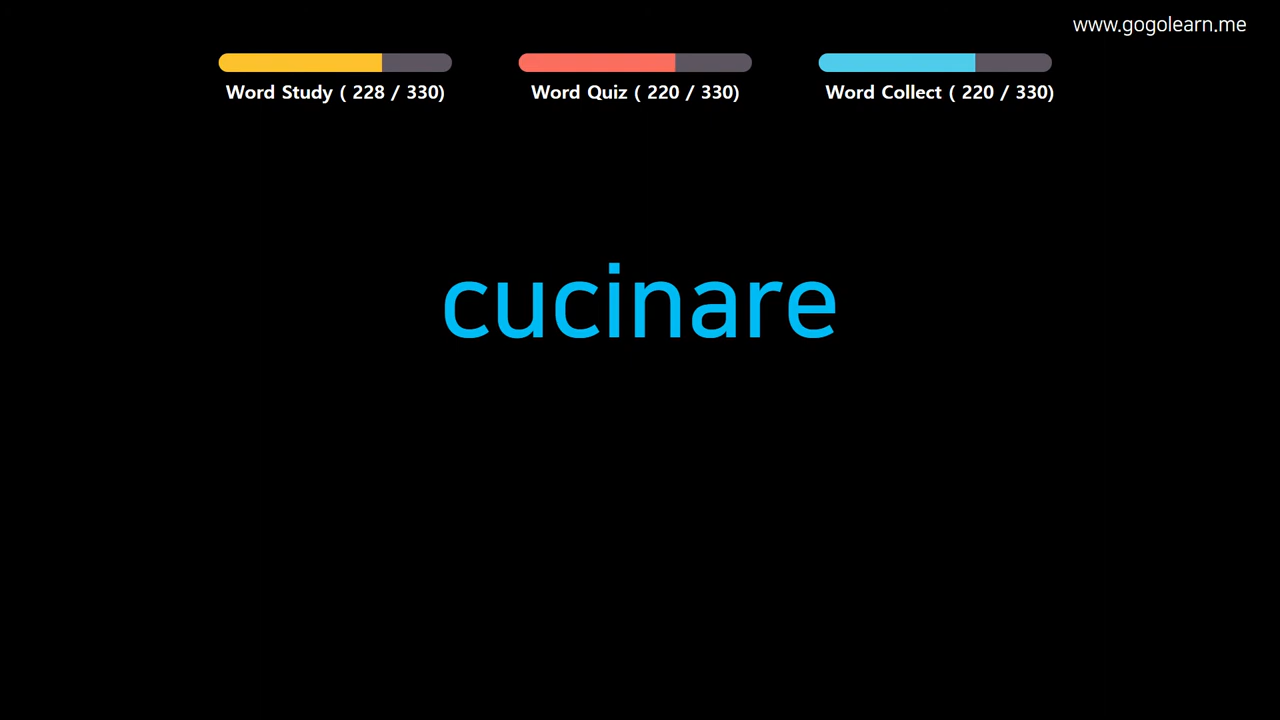 www.gogolearn.me
Word Study ( 228 / 330)
Word Quiz ( 220 / 330)
Word Collect ( 220 / 330)
cucinare